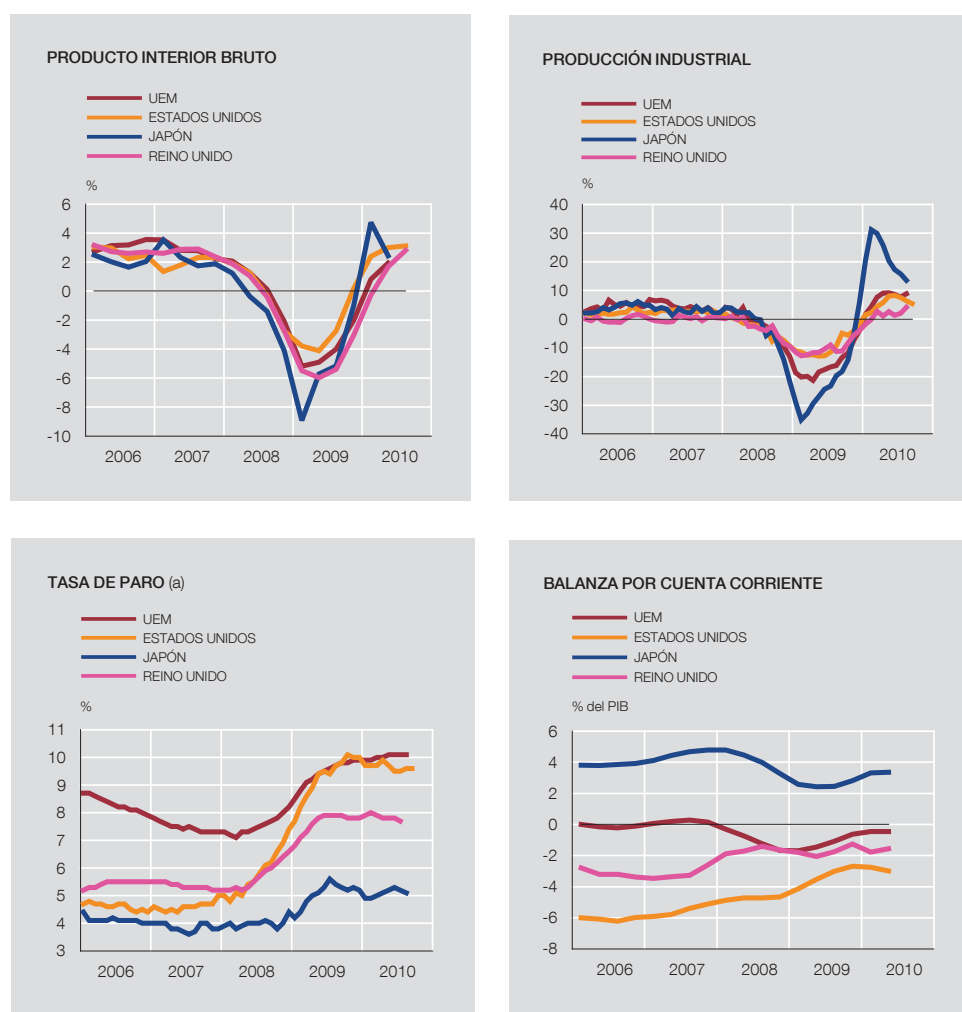 PRODUCTO INTERIOR BRUTO
UEM
ESTADOS UNIDOS
JAPÓN
REINO UNIDO
%
6
4
2
0
-2
-4
-6
-8
-10
2006 2007 2008 2009 2010
PRODUCCIÓN INDUSTRIAL
UEM
ESTADOS UNIDOS
JAPÓN
REINO UNIDO
%
40
30
20
10
0
-10
-20
-30
-40
2006 2007 2008 2009 2010
TASA DE PARO (a)
UEM
ESTADOS UNIDOS
JAPÓN
REINO UNIDO
%
11
10
9
8
7
6
5
4
3
2006 2007 2008 2009 2010
BALANZA POR CUENTA CORRIENTE
UEM
ESTADOS UNIDOS
JAPÓN
REINO UNIDO
% del PIB
6
4
2
0
-2
-4
-6
-8
2006 2007 2008 2009 2010